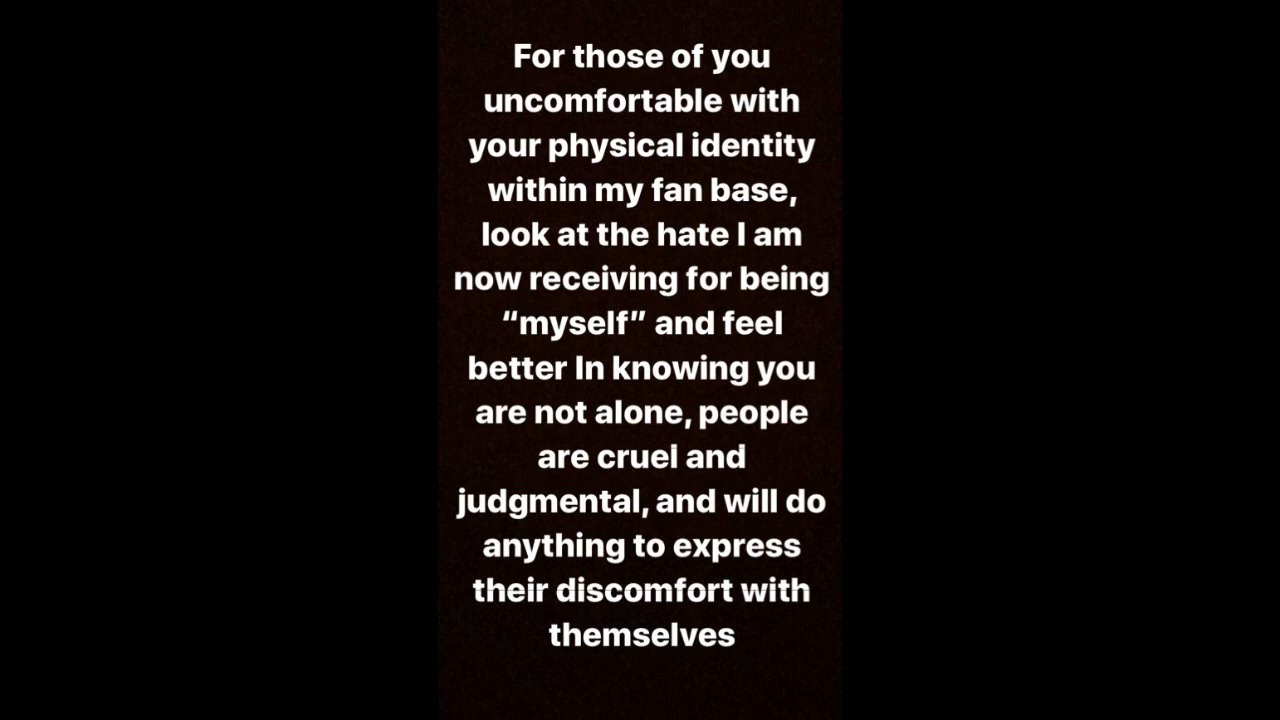 For those of you
uncomfortable with
your physical identity
within my fan base,
look at the hate I am
now receiving for being
“myself” and feel
better In knowing you
are not alone, people
are cruel and
judgmental, and will do
anything to express
their discomfort with
themselves